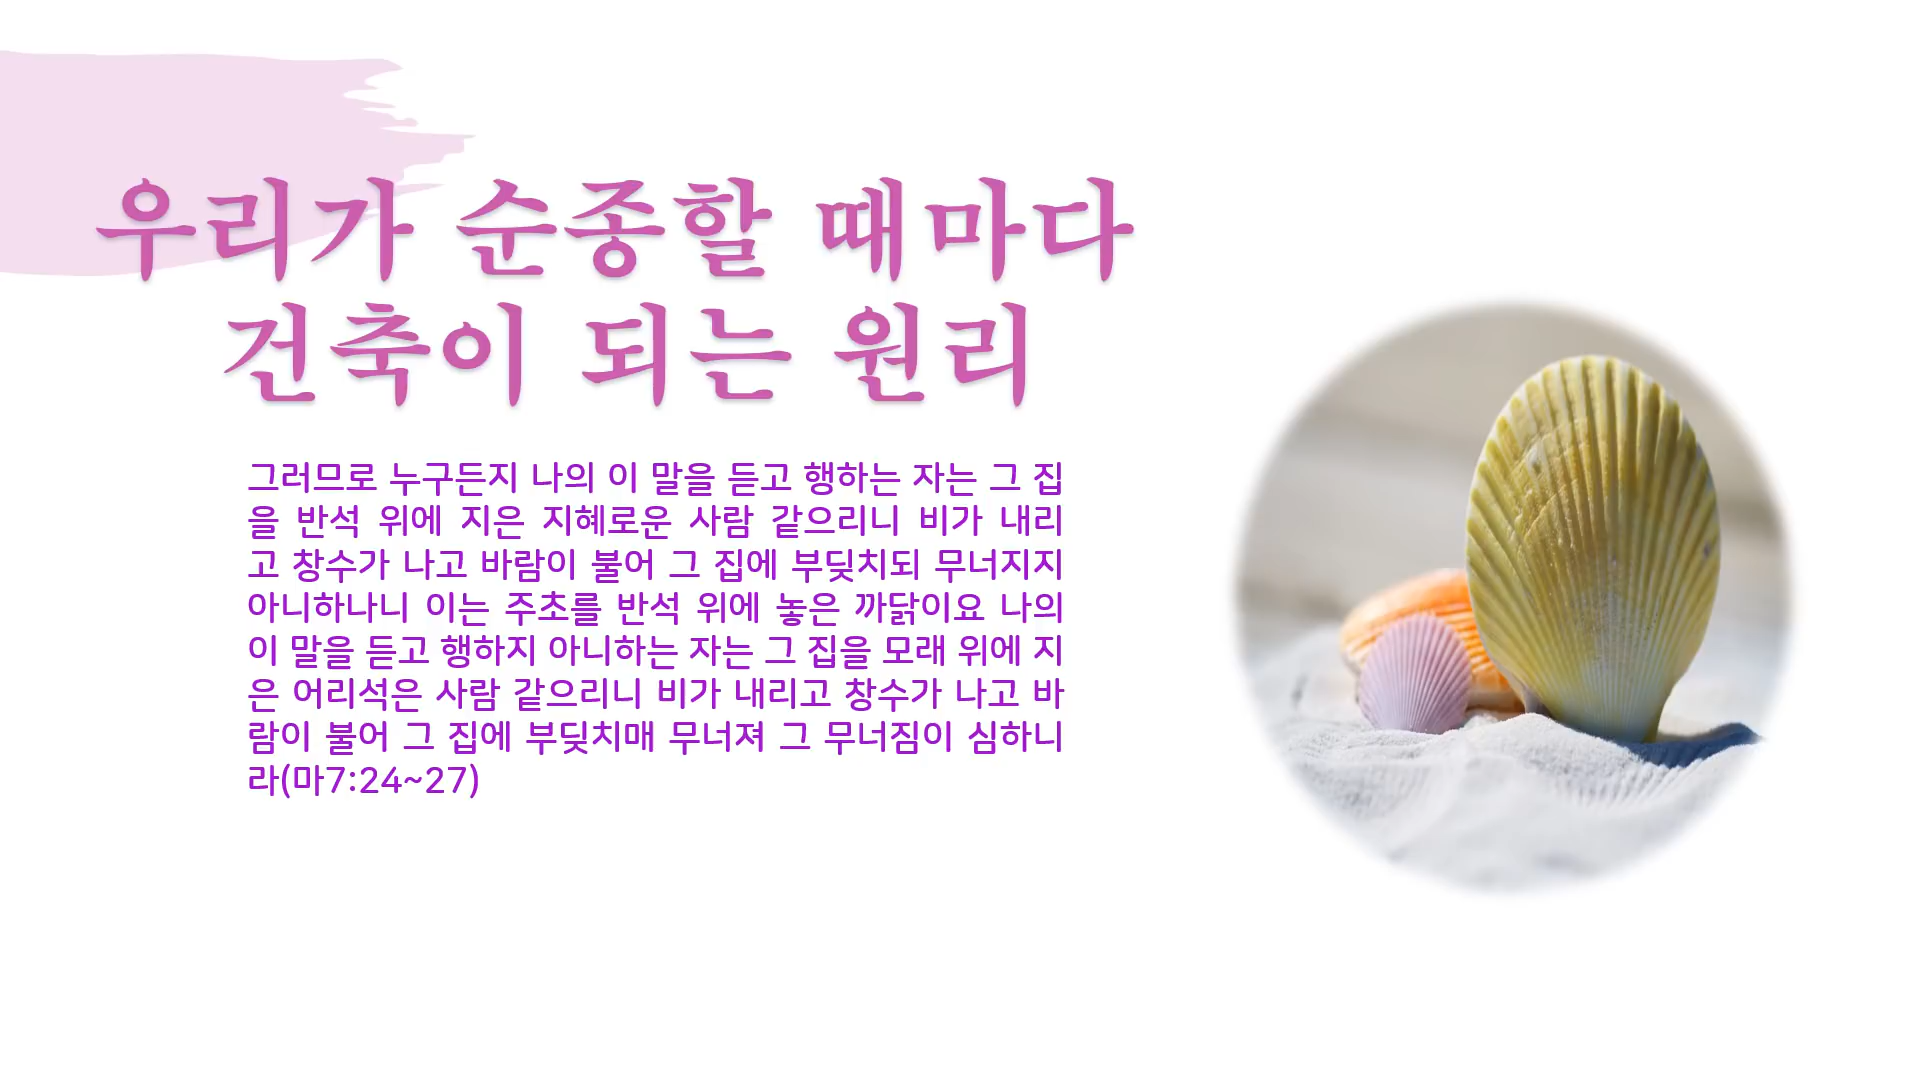 우리가 순종할 때마다
건축이 되는 원리
그러므로 누구든지 나의 이 말을 듣고 행하는 자는 그 집
을 반석 위에 지은 지혜로운 사람 같으리니 비가 내리
고 창수가 나고 바람이 불어 그 집에 부딪치되 무너지지
아니하나니 이는 주초를 반석 위에 놓은 까닭이요 나의
이 말을 듣고 행하지 아니하는 자는 그 집을 모래 위에 지
은 어리석은 사람 같으리니 비가 내리고 창수가 나고 바
람이 불어 그 집에 부딪치매 무너져 그 무너짐이 심하니
라(마7:24~27)